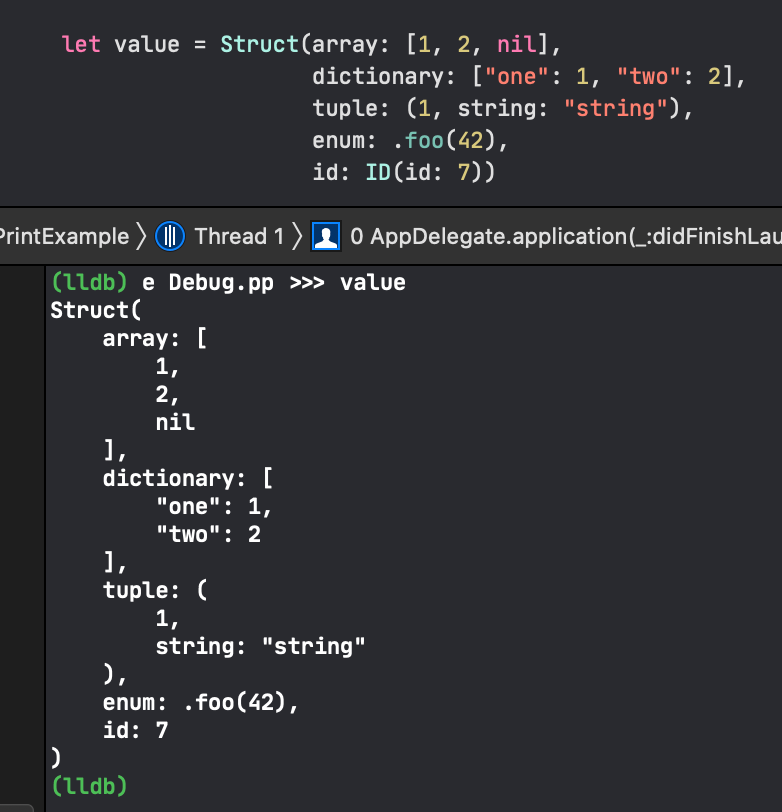 let value = Struct(array: [1, 2, nil],
                   dictionary: ["one": 1, "two": 2],
                   tuple: (1, string: "string"),
                   enum: .foo(42),
                   id: ID(id: 7))
PrintExample 〉 Thread 1 〉 0 AppDelegate.application(_:didFinishLau
(lldb) e Debug.pp >>> value
Struct(
    array: [
        1,
        2,
        nil
    ],
    dictionary: [
        "one": 1,
        "two": 2
    ],
    tuple: (
        1,
        string: "string"
    ),
    enum: .foo(42),
    id: 7
)
(lldb)